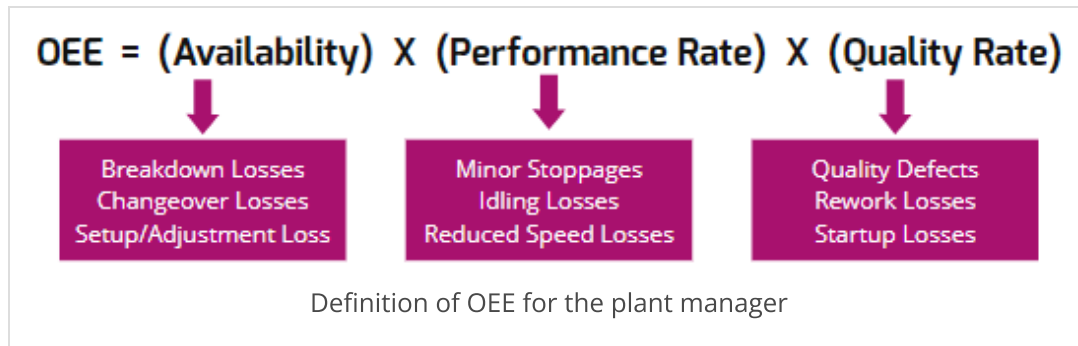 OEE = (Availability) X (Performance Rate) X (Quality Rate)
Breakdown Losses
Changeover Losses
Setup/Adjustment Loss
Minor Stoppages
Idling Losses
Reduced Speed Losses
Quality Defects
Rework Losses
Startup Losses
Definition of OEE for the plant manager